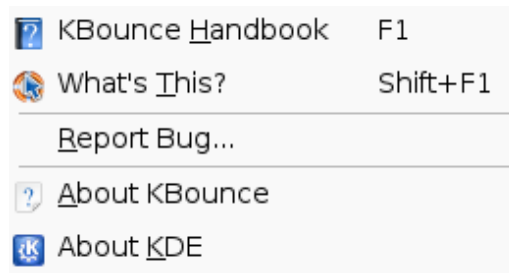 KBounce Handbook F1
What's This? Shift+F1
Report Bug...
About KBounce
About KDE